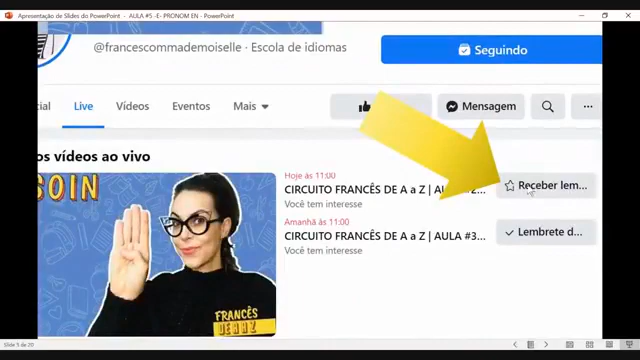 Apresentação de Slides do PowerPoint - AULA #5 -E- PRONOM EN - PowerPoint
@francescommademoiselle · Escola de idiomas
Seguindo
cial
Live
Vídeos
Eventos
Mais
Mensagem
os vídeos ao vivo
SOIN
FRANCÊS
DE A a Z
Hoje às 11:00
CIRCUITO FRANCÊS DE A a Z | AU
Você tem interesse
Receber lem...
Amanhã às 11:00
CIRCUITO FRANCÊS DE A a Z | AULA #3...
Você tem interesse
Lembrete d...
Slide 5 de 20